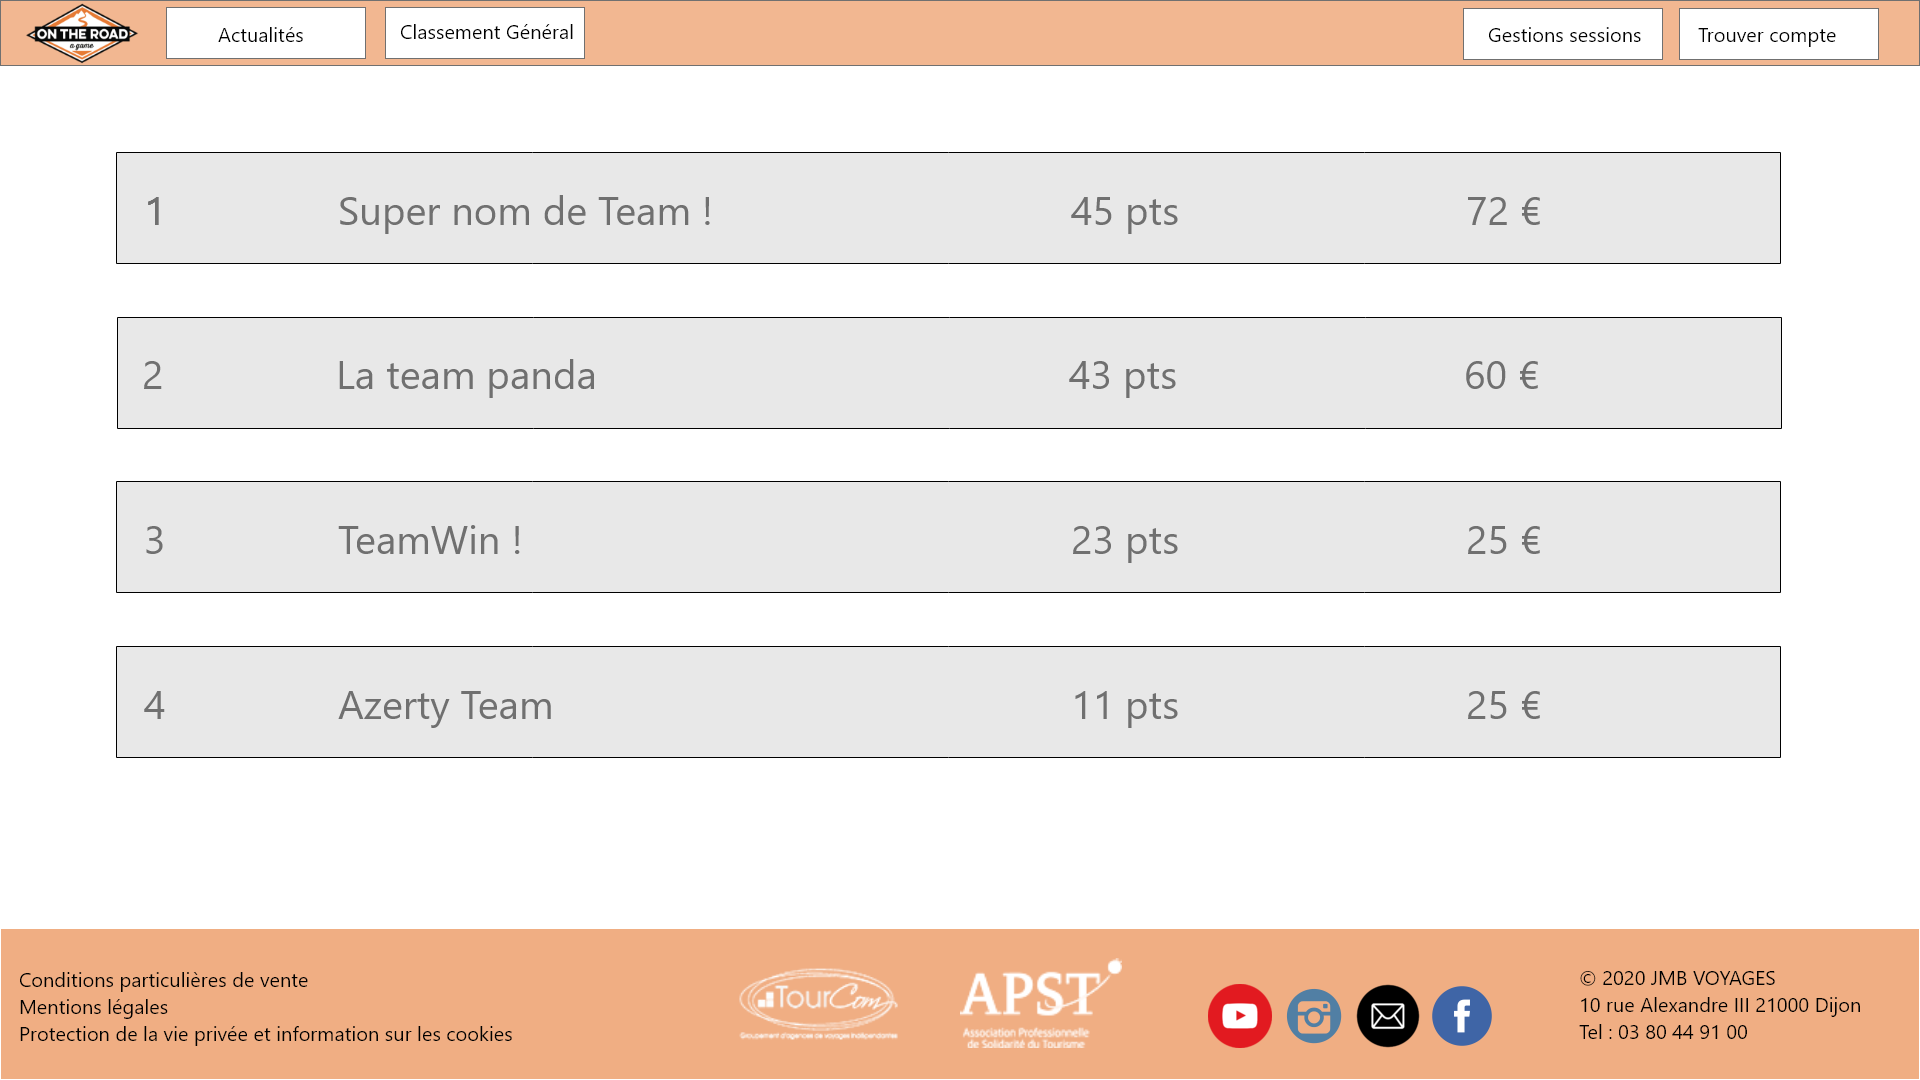 ON THE ROAD
a game
Actualités
Classement Général
Gestions sessions
Trouver compte
1 Super nom de Team ! 45 pts 72 €
2 La team panda 43 pts 60 €
3 TeamWin ! 23 pts 25 €
4 Azerty Team 11 pts 25 €
Conditions particulières de vente
Mentions légales
Protection de la vie privée et information sur les cookies
TourCom
Groupement d'agences de voyages indépendantes
APST
Association Professionnelle
de Solidarité du Tourisme
f
© 2020 JMB VOYAGES
10 rue Alexandre III 21000 Dijon
Tel : 03 80 44 91 00